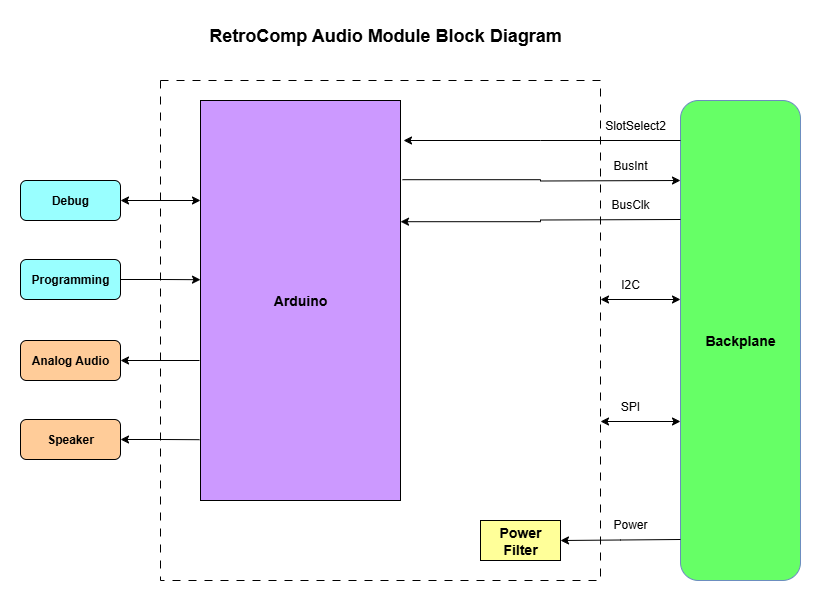 RetroComp Audio Module Block Diagram
SlotSelect2
BusInt
Debug
BusClk
Programming
I2C
Arduino
Backplane
Analog Audio
SPI
Speaker
Power
Power
Filter